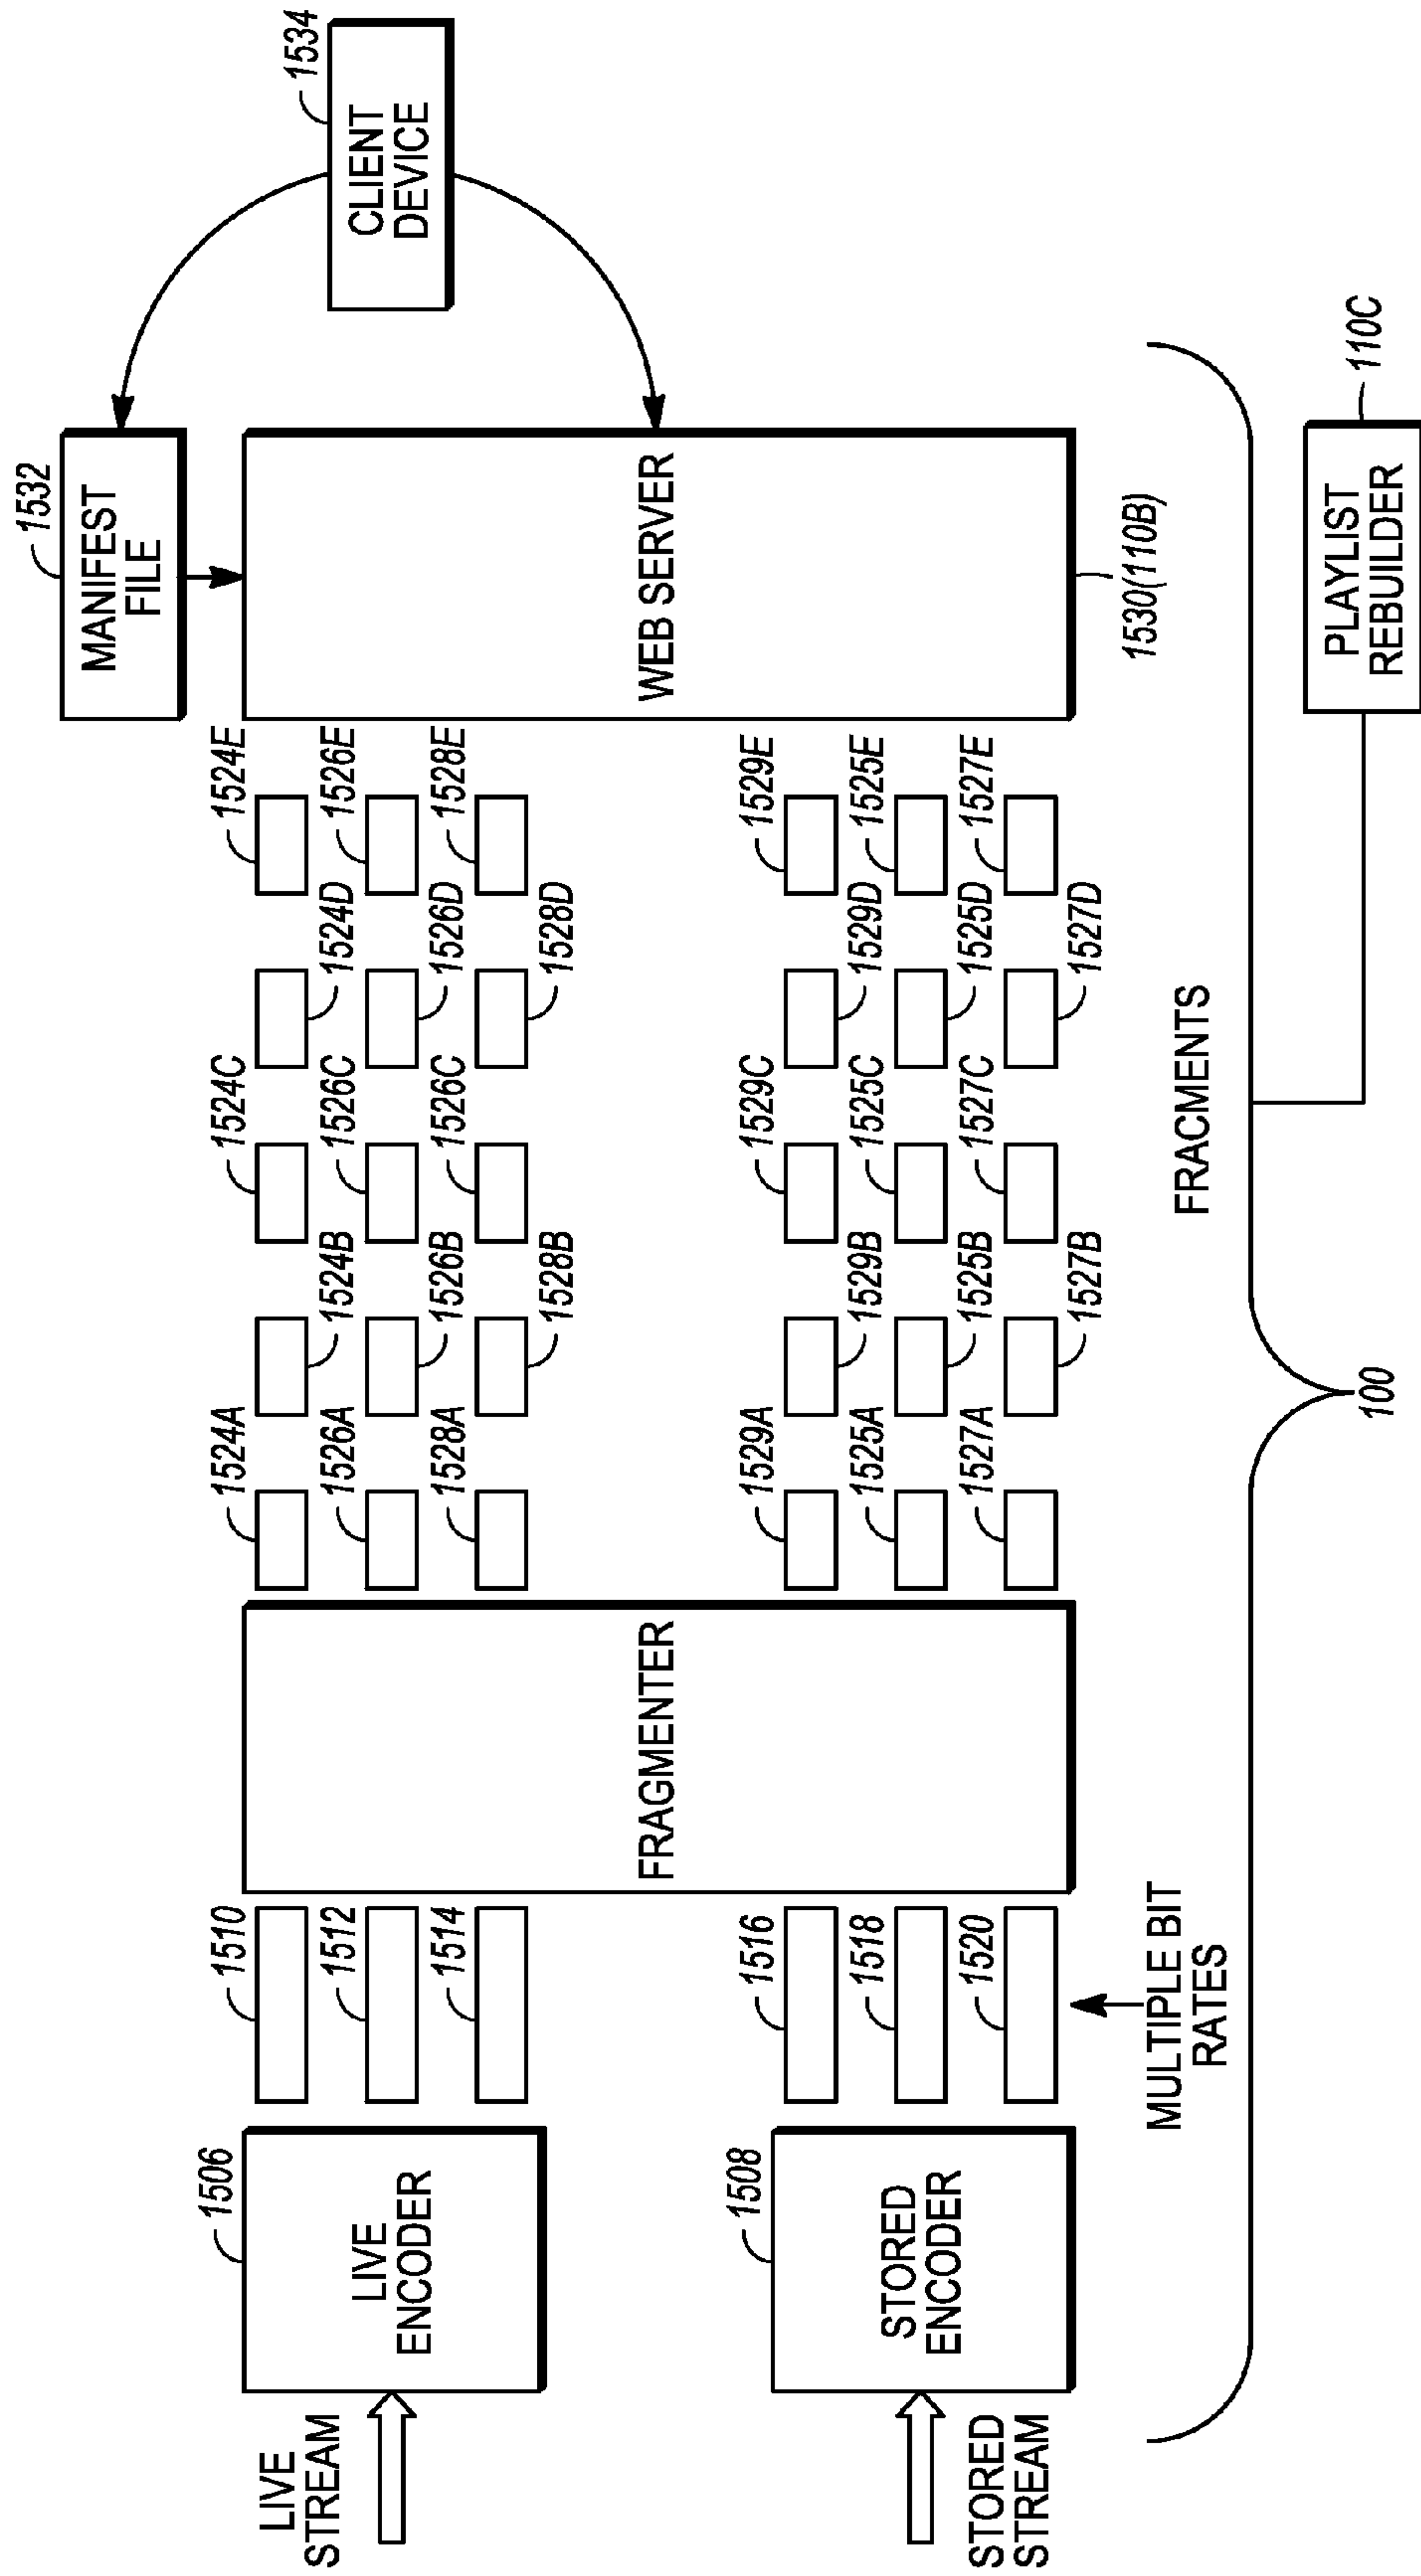 LIVE
STREAM
1506
LIVE
ENCODER
STORED
STREAM
1508
STORED
ENCODER
1510
1512
1514
1516
1518
1520
MULTIPLE BIT
RATES
FRAGMENTER
1524A
1524B
1524C
1524D
1524E
1526A
1526B
1526C
1526D
1526E
1528A
1528B
1526C
1528D
1528E
1529A
1529B
1529C
1529D
1529E
1525A
1525B
1525C
1525D
1525E
1527A
1527B
1527C
1527D
1527E
FRACMENTS
1532
MANIFEST
FILE
WEB SERVER
1530(110B)
1534
CLIENT
DEVICE
100
110C
PLAYLIST
REBUILDER